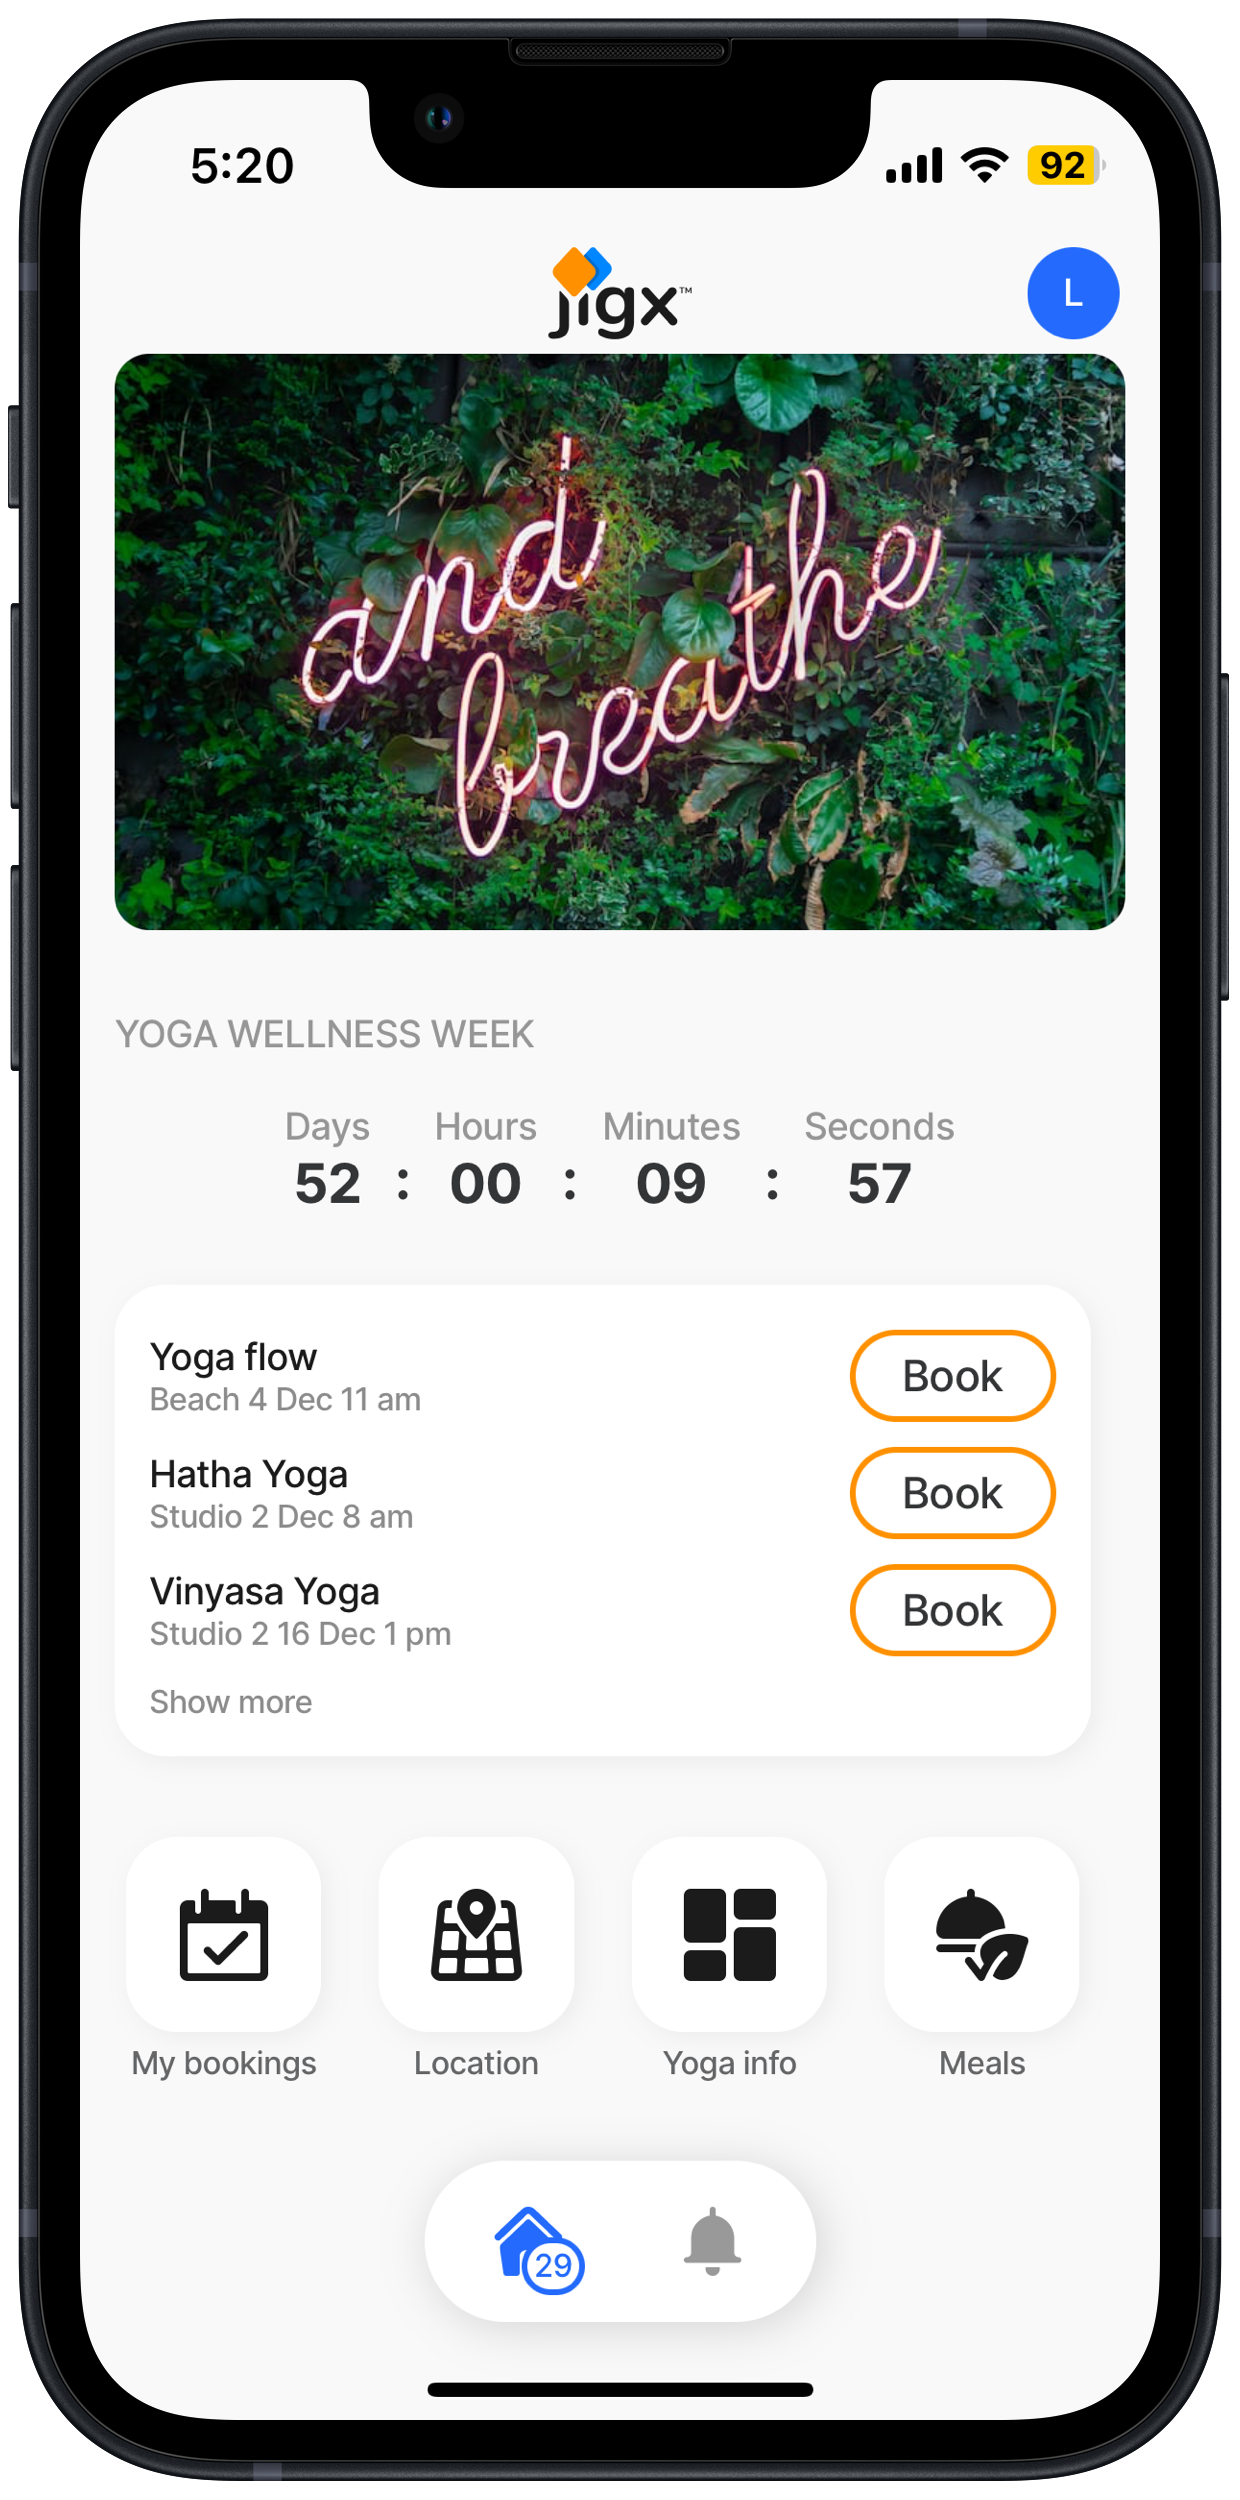 5:20
92
jigx™
L
and
breathe
YOGA WELLNESS WEEK
Days Hours Minutes Seconds
52 : 00 : 09 : 57
Yoga flow
Beach 4 Dec 11 am
Book
Hatha Yoga
Studio 2 Dec 8 am
Book
Vinyasa Yoga
Studio 2 16 Dec 1 pm
Book
Show more
My bookings Location Yoga info Meals
29